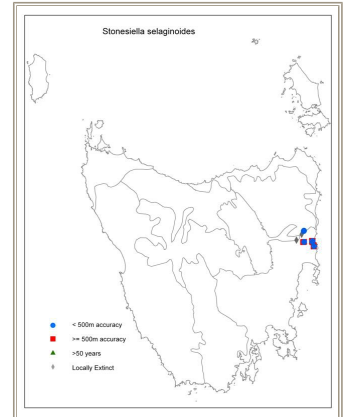 Stonesiella selaginoides
< 500m accuracy
>= 500m accuracy
>50 years
Locally Extinct